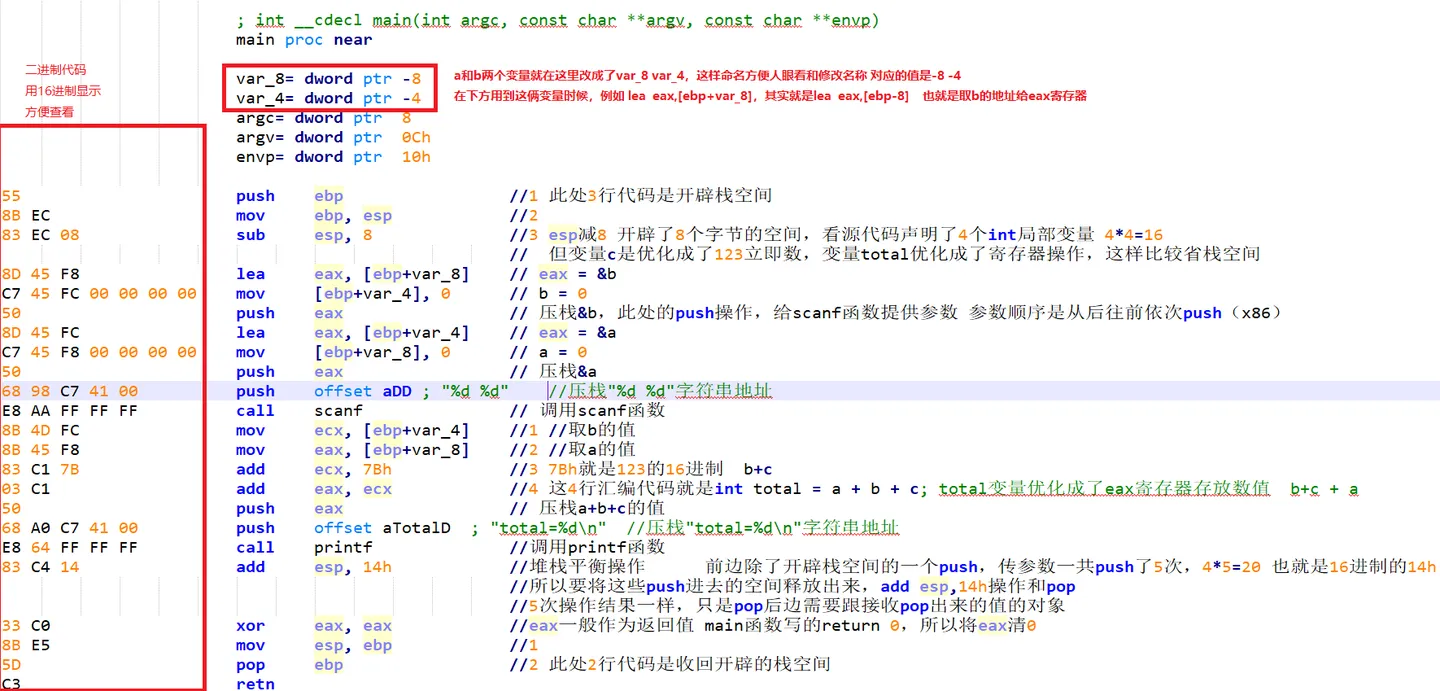 ; int __cdecl main(int argc, const char **argv, const char **envp)
main proc near
二进制代码
用16进制显示
方便查看
var_8= dword ptr -8
var_4= dword ptr -4
a和b两个变量就在这里改成了var_8 var_4，这样命名方便人眼看和修改名称 对应的值是-8 -4
在下方用到这俩变量时候，例如 lea eax,[ebp+var_8]，其实就是lea eax,[ebp-8] 也就是取b的地址给eax寄存器
argc= dword ptr 8
argv= dword ptr 0Ch
envp= dword ptr 10h
55 push ebp //1 此处3行代码是开辟栈空间
8B EC mov ebp, esp //2
83 EC 08 sub esp, 8 //3 esp减8 开辟了8个字节的空间，看源代码声明了4个int局部变量 4*4=16
// 但变量c是优化成了123立即数，变量total优化成了寄存器操作，这样比较省栈空间
8D 45 F8 lea eax, [ebp+var_8] // eax = &b
C7 45 FC 00 00 00 00 mov [ebp+var_4], 0 // b = 0
50 push eax // 压栈&b，此处的push操作，给scanf函数提供参数 参数顺序是从后往前依次push（x86）
8D 45 FC lea eax, [ebp+var_4] // eax = &a
C7 45 F8 00 00 00 00 mov [ebp+var_8], 0 // a = 0
50 push eax // 压栈&a
68 98 C7 41 00 push offset aDD ; "%d %d" //压栈"%d %d"字符串地址
E8 AA FF FF FF call scanf // 调用scanf函数
8B 4D FC mov ecx, [ebp+var_4] //1 //取b的值
8B 45 F8 mov eax, [ebp+var_8] //2 //取a的值
83 C1 7B add ecx, 7Bh //3 7Bh就是123的16进制 b+c
03 C1 add eax, ecx //4 这4行汇编代码就是int total = a + b + c; total变量优化成了eax寄存器存放数值 b+c + a
50 push eax // 压栈a+b+c的值
68 A0 C7 41 00 push offset aTotalD ; "total=%d\n" //压栈"total=%d\n"字符串地址
E8 64 FF FF FF call printf //调用printf函数
83 C4 14 add esp, 14h //堆栈平衡操作 前边除了开辟栈空间的一个push，传参数一共push了5次，4*5=20 也就是16进制的14h
//所以要将这些push进去的空间释放出来，add esp,14h操作和pop
//5次操作结果一样，只是pop后边需要跟接收pop出来的值的对象
33 C0 xor eax, eax //eax一般作为返回值 main函数写的return 0，所以将eax清0
8B E5 mov esp, ebp //1
5D pop ebp //2 此处2行代码是收回开辟的栈空间
C3 retn